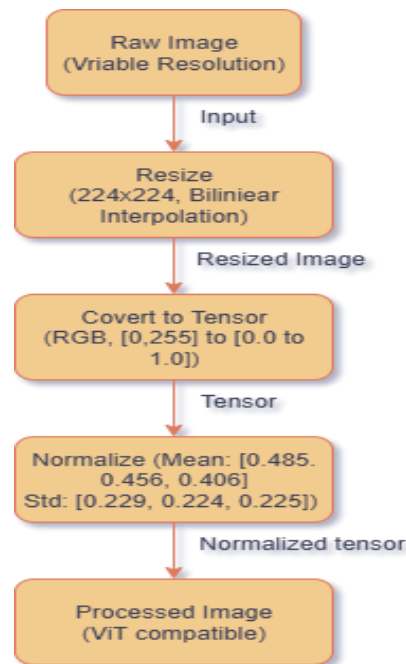 Raw Image
(Vriable Resolution)
Input
Resize
(224x224, Biliniear
Interpolation)
Resized Image
Covert to Tensor
(RGB, [0,255] to [0.0 to
1.0])
Tensor
Normalize (Mean: [0.485.
0.456, 0.406]
Std: [0.229, 0.224, 0.225])
Normalized tensor
Processed Image
(ViT compatible)